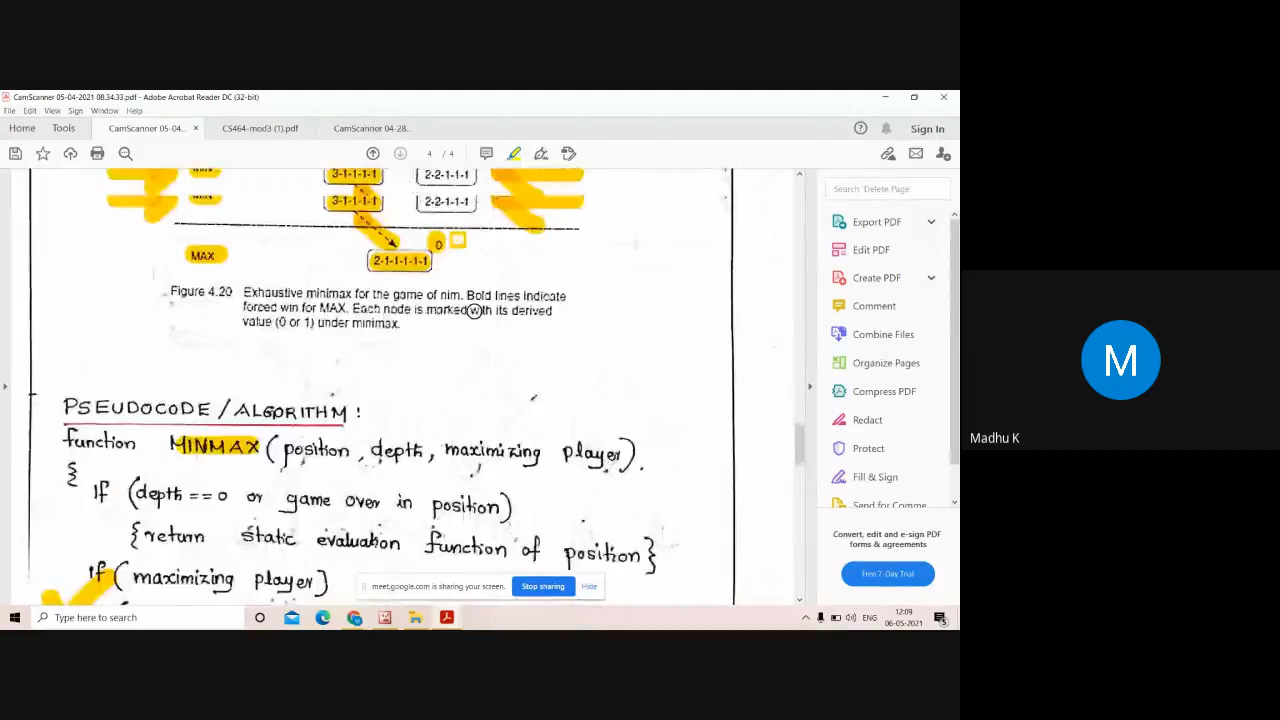 CamScanner 05-04-2021 08.34.33.pdf - Adobe Acrobat Reader DC (32-bit)
File Edit View Sign Window Help
Home Tools CamScanner 05-04... × CS464-mod3 (1).pdf CamScanner 04-28... Sign In
4 / 4
3-1-1-1-1 2-2-1-1-1
3-1-1-1-1 2-2-1-1-1
0
MAX
2-1-1-1-1-1
Figure 4.20 Exhaustive minimax for the game of nim. Bold lines indicate
forced win for MAX. Each node is marked with its derived
value (0 or 1) under minimax.
PSEUDOCODE / ALGORITHM :
function MINMAX (position, depth, maximizing player).
{
If (depth == 0 or game over in position)
{return static evaluation function of position}
If (maximizing player)
Search 'Delete Page'
Export PDF
Edit PDF
Create PDF
Comment
Combine Files
Organize Pages
Compress PDF
Redact
Protect
Fill & Sign
Send for Comme
Convert, edit and e-sign PDF
forms & agreements
Free 7-Day Trial
meet.google.com is sharing your screen. Stop sharing Hide
Type here to search
ENG
12:09
06-05-2021
5
M
Madhu K